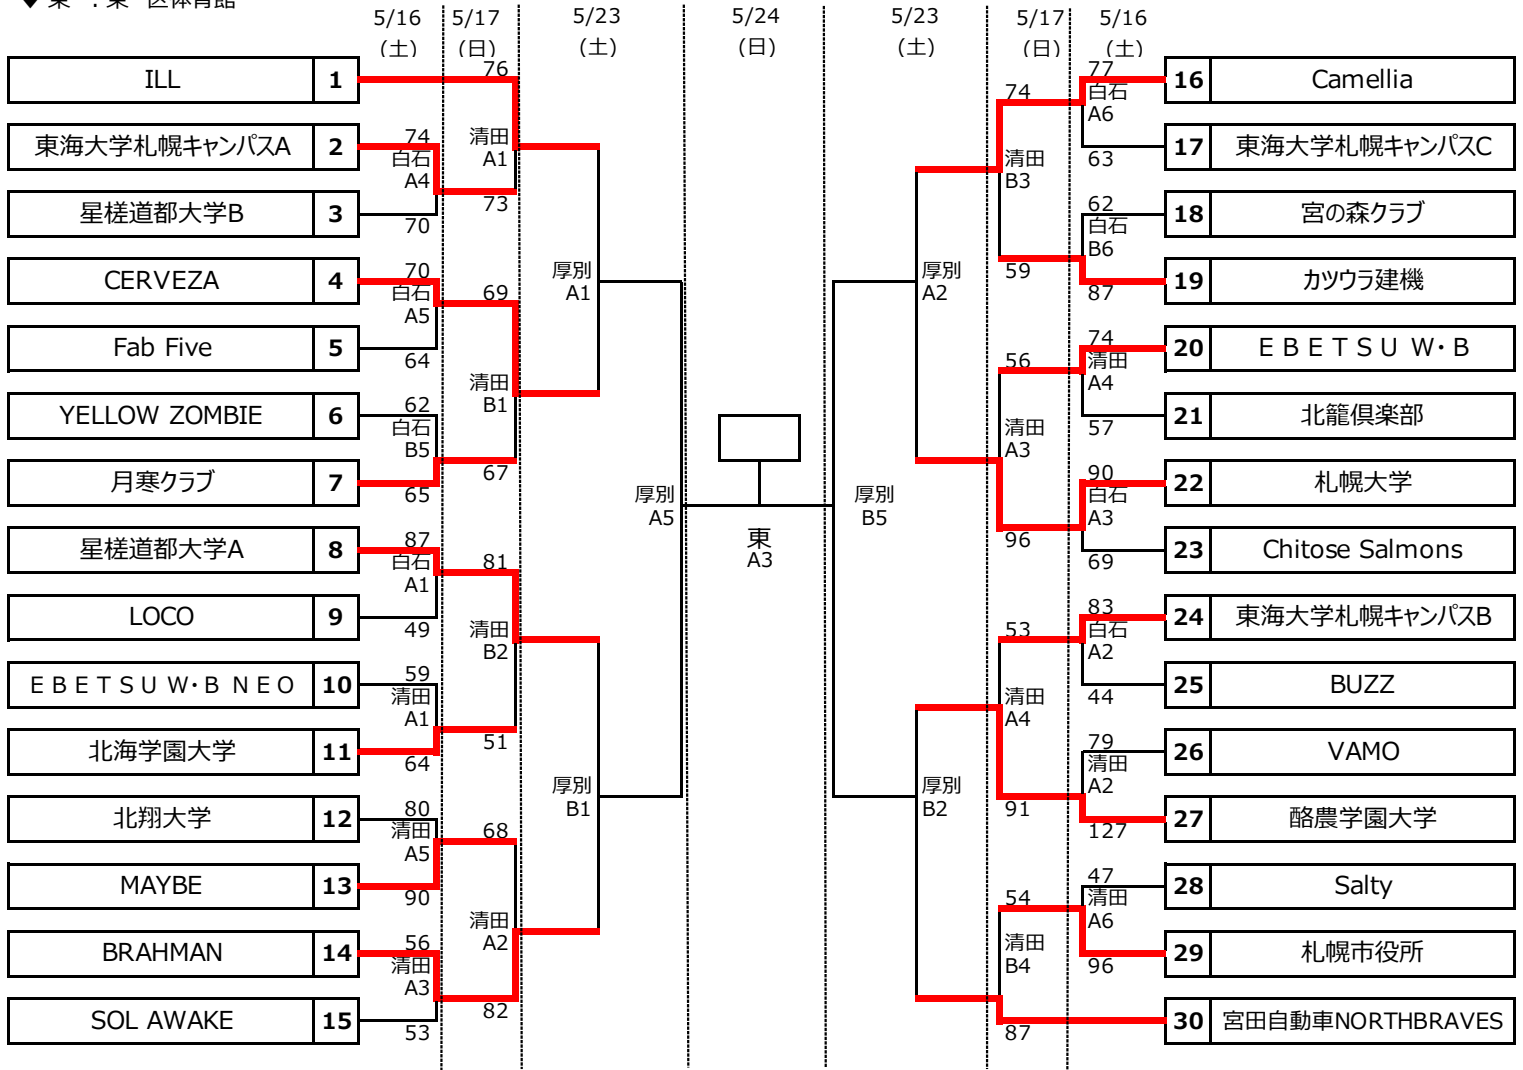 ◆ 東 ：東 区体育館
5/16 5/17 5/23 5/24 5/23 5/17 5/16
(土) (日) (土) (日) (土) (日) (土)
ILL 1
東海大学札幌キャンパスA 2
星槎道都大学B 3
CERVEZA 4
Fab Five 5
YELLOW ZOMBIE 6
月寒クラブ 7
星槎道都大学A 8
LOCO 9
ＥＢＥＴＳＵ Ｗ・Ｂ ＮＥＯ 10
北海学園大学 11
北翔大学 12
MAYBE 13
BRAHMAN 14
SOL AWAKE 15
74
白石
A4
70
70
白石
A5
64
62
白石
B5
65
87
白石
A1
49
59
清田
A1
64
80
清田
A5
90
56
清田
A3
53
76
清田
A1
73
69
清田
B1
67
81
清田
B2
51
68
清田
A2
82
厚別
A1
厚別
B1
厚別
A5
東
A3
厚別
B5
厚別
A2
厚別
B2
74
清田
B3
59
56
清田
A3
96
53
清田
A4
91
54
清田
B4
87
77
白石
A6
63
62
白石
B6
87
74
清田
A4
57
90
白石
A3
69
83
白石
A2
44
79
清田
A2
127
47
清田
A6
96
16 Camellia
17 東海大学札幌キャンパスC
18 宮の森クラブ
19 カツウラ建機
20 ＥＢＥＴＳＵ Ｗ・Ｂ
21 北籠倶楽部
22 札幌大学
23 Chitose Salmons
24 東海大学札幌キャンパスB
25 BUZZ
26 VAMO
27 酪農学園大学
28 Salty
29 札幌市役所
30 宮田自動車NORTHBRAVES